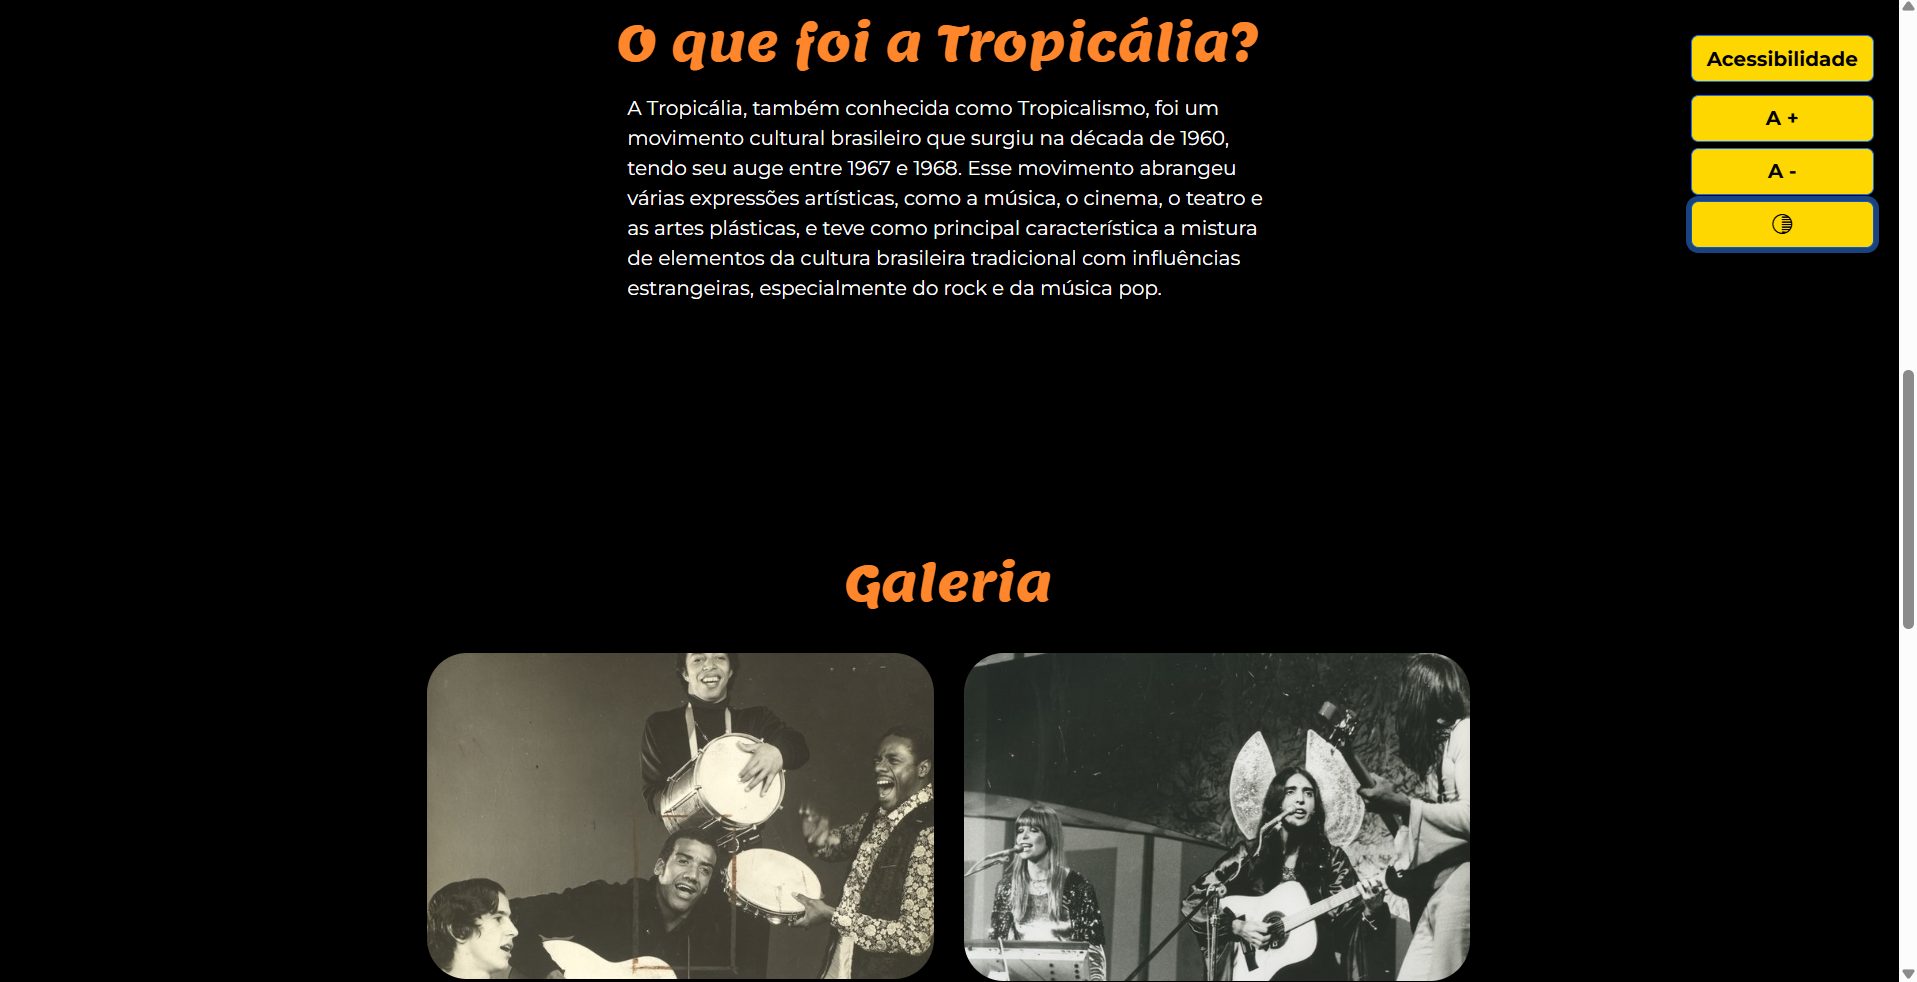 O que foi a Tropicália?
A Tropicália, também conhecida como Tropicalismo, foi um
movimento cultural brasileiro que surgiu na década de 1960,
tendo seu auge entre 1967 e 1968. Esse movimento abrangeu
várias expressões artísticas, como a música, o cinema, o teatro e
as artes plásticas, e teve como principal característica a mistura
de elementos da cultura brasileira tradicional com influências
estrangeiras, especialmente do rock e da música pop.
Acessibilidade
A +
A -
Galeria